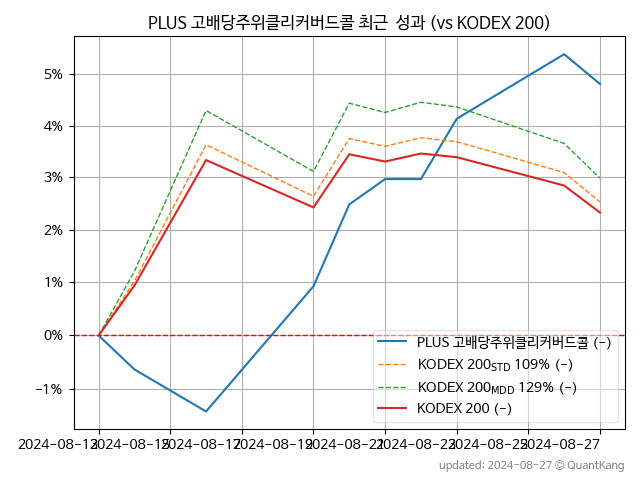 PLUS 고배당주위클리커버드콜 최근 성과 (vs KODEX 200)
5%
4%
3%
2%
1%
0%
-1%
PLUS 고배당주위클리커버드콜 (-)
KODEX 200STD 109% (-)
KODEX 200MDD 129% (-)
KODEX 200 (-)
2024-08-13 2024-08-15 2024-08-17 2024-08-19 2024-08-21 2024-08-23 2024-08-25 2024-08-27
updated: 2024-08-27 © QuantKang